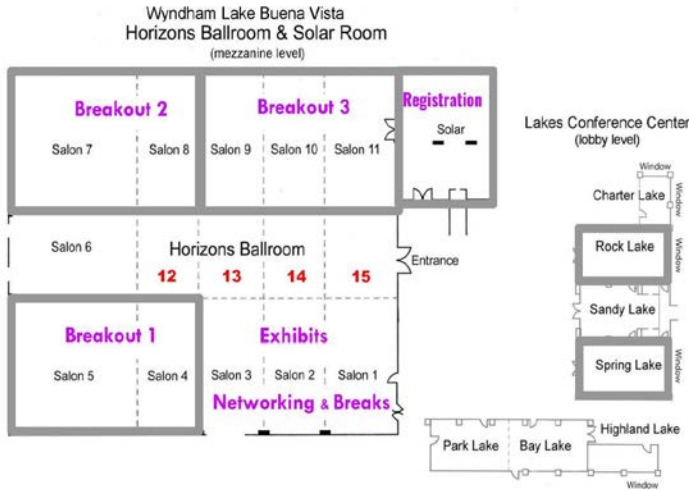 Wyndham Lake Buena Vista
Horizons Ballroom & Solar Room
(mezzanine level)
Breakout 2
Breakout 3
Registration
Salon 7
Salon 8
Salon 9
Salon 10
Salon 11
Solar
Salon 6
Horizons Ballroom
Entrance
12
13
14
15
Breakout 1
Exhibits
Salon 5
Salon 4
Salon 3
Salon 2
Salon 1
Networking & Breaks
Lakes Conference Center
(lobby level)
Window
Charter Lake
Window
Rock Lake
Window
Sandy Lake
Spring Lake
Window
Highland Lake
Park Lake
Bay Lake
Window